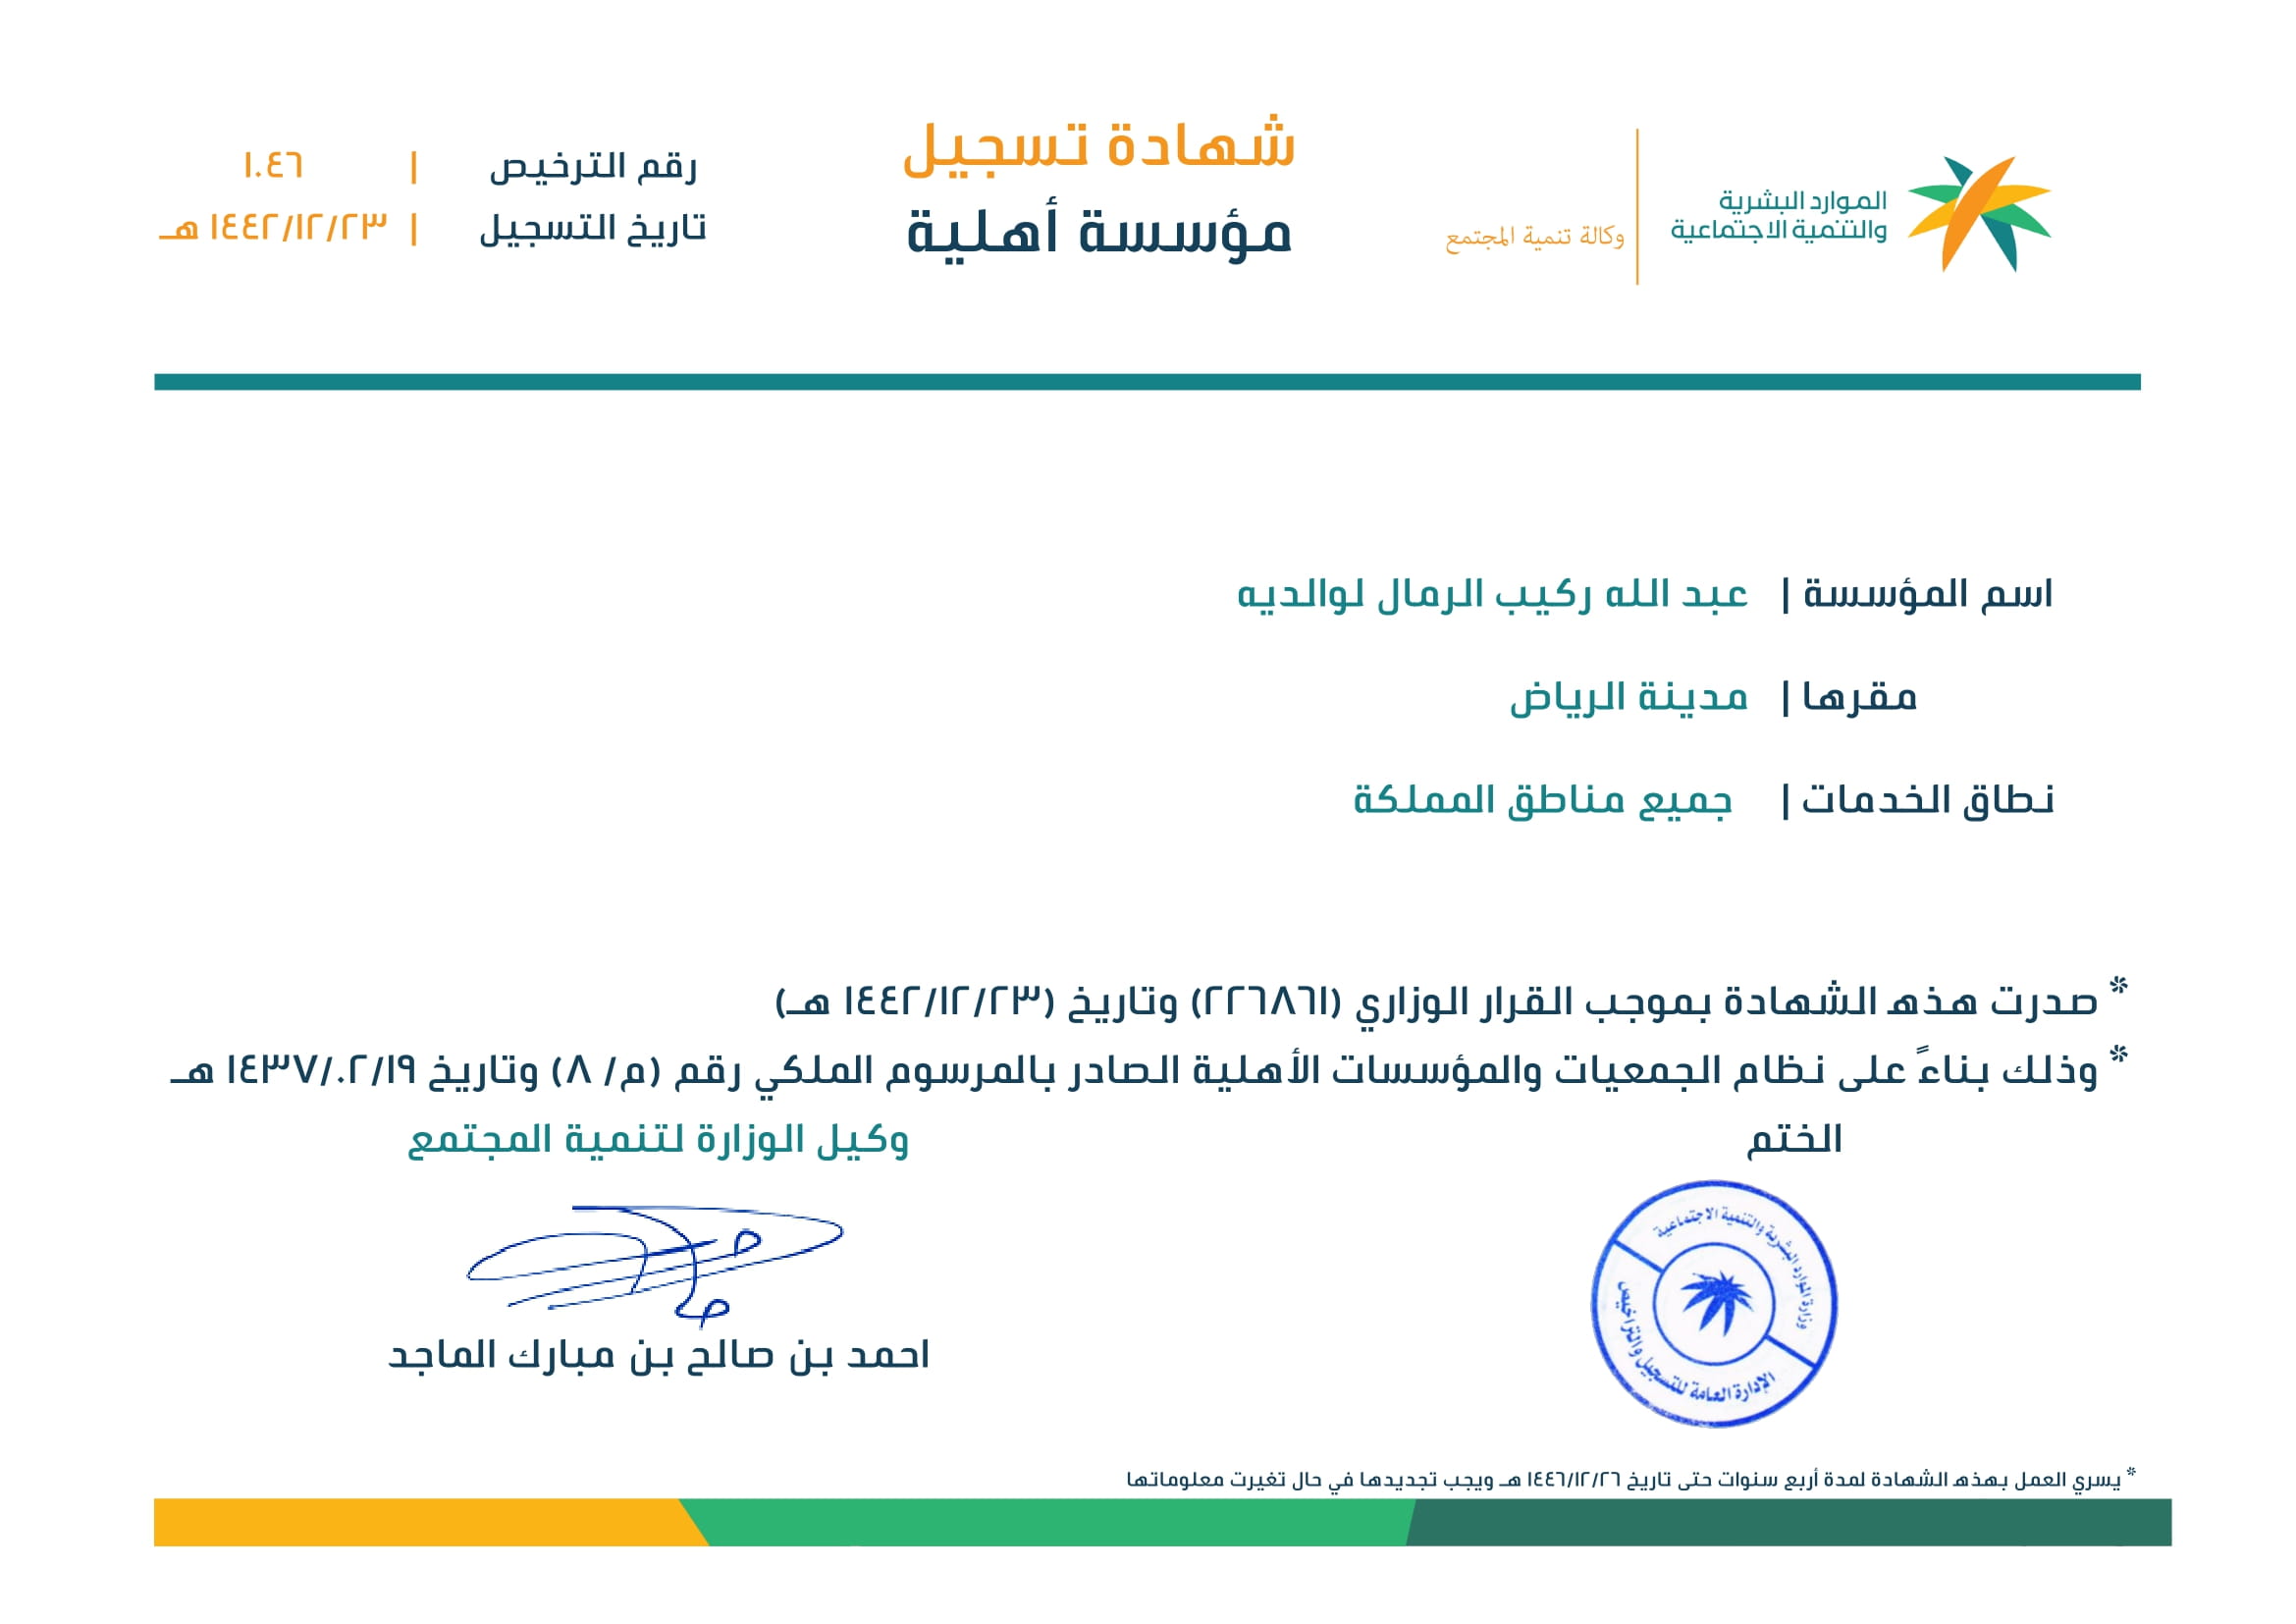 الموارد البشرية
والتنمية الاجتماعية
وكالة تنمية المجتمع
شهادة تسجيل
مؤسسة أهلية
رقم الترخيص | ١٠٤٦
تاريخ التسجيل | ١٤٤٢/١٢/٢٣ هـ
اسم المؤسسة | عبد الله ركيب الرمال لوالديه
مقرها | مدينة الرياض
نطاق الخدمات | جميع مناطق المملكة
* صدرت هذه الشهادة بموجب القرار الوزاري (٢٢٦٨٦١) وتاريخ (١٤٤٢/١٢/٢٣ هـ)
* وذلك بناءً على نظام الجمعيات والمؤسسات الأهلية الصادر بالمرسوم الملكي رقم (م/ ٨) وتاريخ ١٤٣٧/٠٢/١٩ هـ
الختم
وزارة الموارد البشرية والتنمية الاجتماعية
الإدارة العامة للتسجيل والتراخيص
وكيل الوزارة لتنمية المجتمع
احمد بن صالح بن مبارك الماجد
* يسري العمل بهذه الشهادة لمدة أربع سنوات حتى تاريخ ١٤٤٦/١٢/٢٦ هـ ويجب تجديدها في حال تغيرت معلوماتها